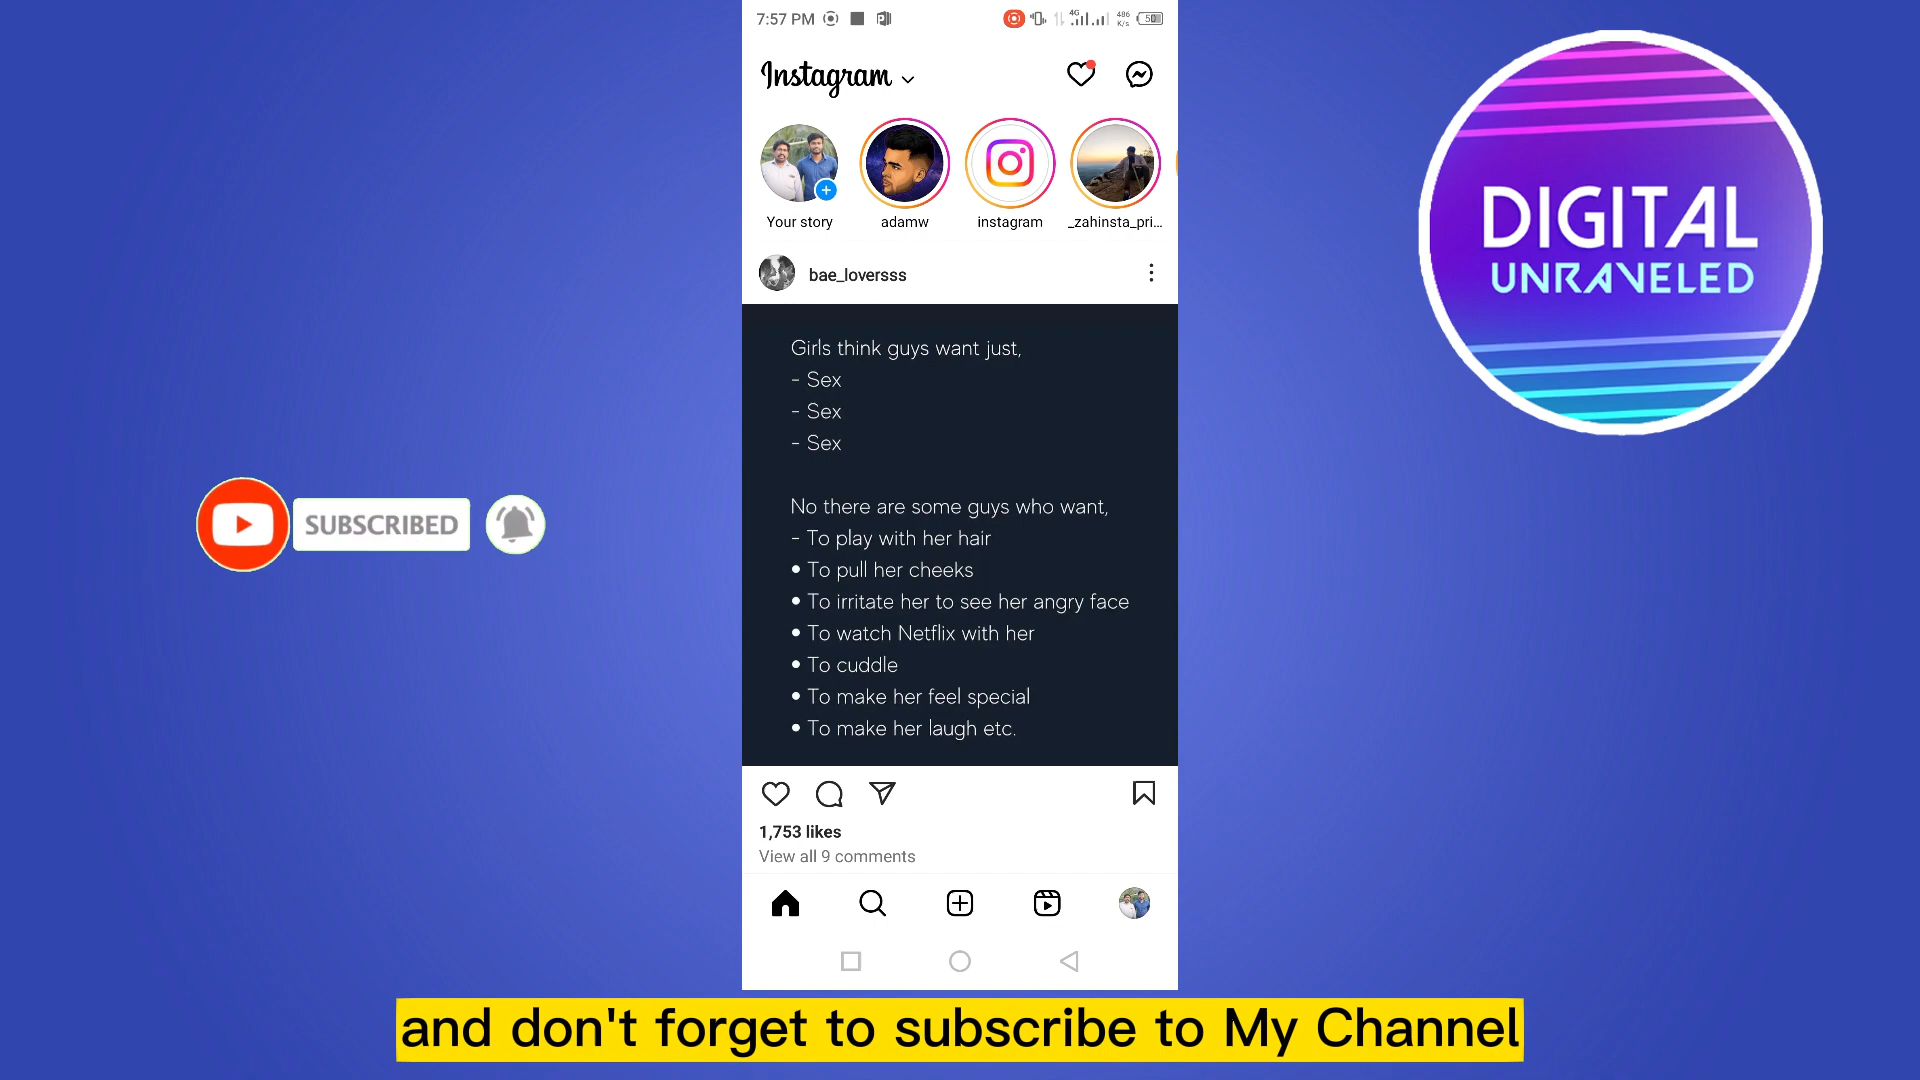 7:57 PM
4G
486
K/s
50
Instagram
Your story
adamw
instagram
_zahinsta_pri...
bae_loversss
Girls think guys want just,
- Sex
- Sex
- Sex
No there are some guys who want,
- To play with her hair
• To pull her cheeks
• To irritate her to see her angry face
• To watch Netflix with her
• To cuddle
• To make her feel special
• To make her laugh etc.
1,753 likes
View all 9 comments
SUBSCRIBED
DIGITAL
UNRAVELED
and don't forget to subscribe to My Channel